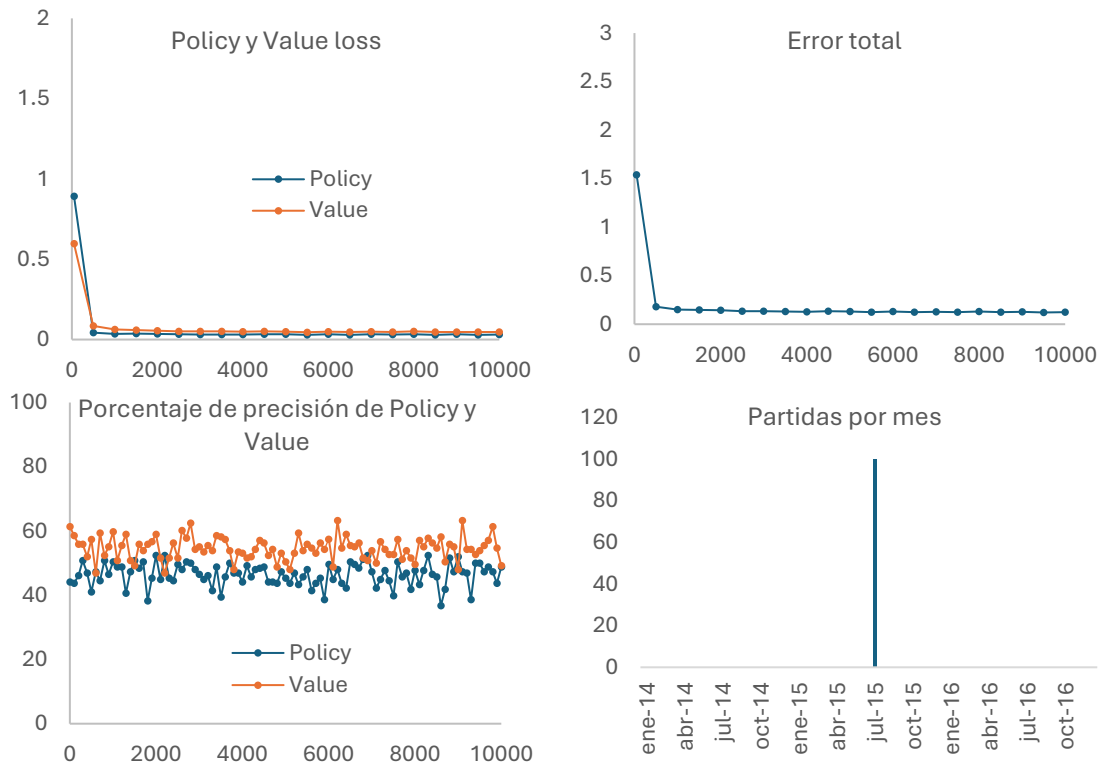 Policy y Value loss
2
1.5
1
0.5
0
Policy
Value
0 2000 4000 6000 8000 10000
Error total
3
2.5
2
1.5
1
0.5
0
0 2000 4000 6000 8000 10000
Porcentaje de precisión de Policy y
Value
100
80
60
40
20
0
Policy
Value
0 2000 4000 6000 8000 10000
Partidas por mes
120
100
80
60
40
20
0
ene-14
abr-14
jul-14
oct-14
ene-15
abr-15
jul-15
oct-15
ene-16
abr-16
jul-16
oct-16